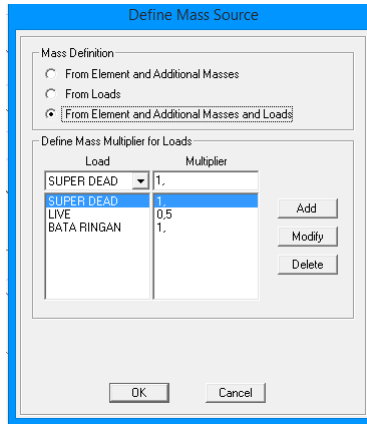 Define Mass Source
Mass Definition
From Element and Additional Masses
From Loads
From Element and Additional Masses and Loads
Define Mass Multiplier for Loads
Load Multiplier
SUPER DEAD 1,
SUPER DEAD 1,
LIVE 0,5
BATA RINGAN 1,
Add
Modify
Delete
OK Cancel